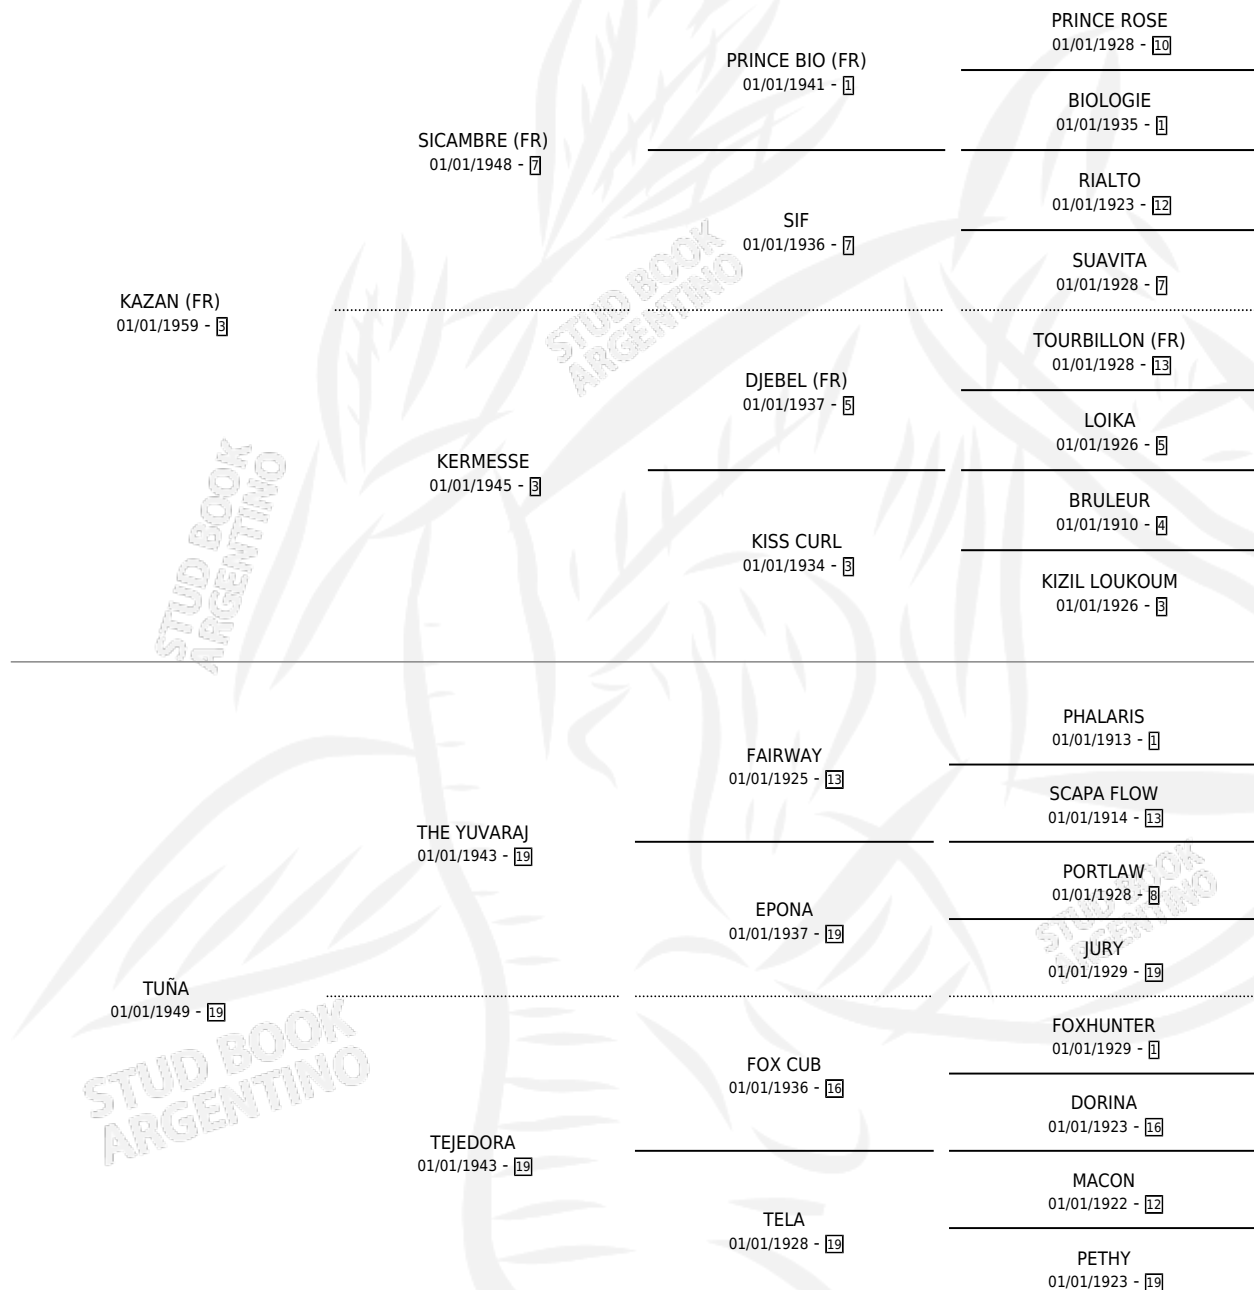 PRINCE ROSE
01/01/1928 - 10
PRINCE BIO (FR)
01/01/1941 - 1
BIOLOGIE
01/01/1935 - 1
SICAMBRE (FR)
01/01/1948 - 7
RIALTO
01/01/1923 - 12
SIF
01/01/1936 - 7
SUAVITA
01/01/1928 - 7
STUD BOOK
ARGENTINO
KAZAN (FR)
01/01/1959 - 3
TOURBILLON (FR)
01/01/1928 - 13
DJEBEL (FR)
01/01/1937 - 5
LOIKA
01/01/1926 - 5
KERMESSE
01/01/1945 - 3
BRULEUR
01/01/1910 - 4
KISS CURL
01/01/1934 - 3
KIZIL LOUKOUM
01/01/1926 - 3
STUD BOOK
ARGENTINO
PHALARIS
01/01/1913 - 1
FAIRWAY
01/01/1925 - 13
SCAPA FLOW
01/01/1914 - 13
THE YUVARAJ
01/01/1943 - 19
PORTLAW
01/01/1928 - 8
EPONA
01/01/1937 - 19
JURY
01/01/1929 - 19
STUD BOOK
ARGENTINO
TUÑA
01/01/1949 - 19
FOXHUNTER
01/01/1929 - 1
FOX CUB
01/01/1936 - 16
DORINA
01/01/1923 - 16
STUD BOOK
ARGENTINO
TEJEDORA
01/01/1943 - 19
MACON
01/01/1922 - 12
TELA
01/01/1928 - 19
PETHY
01/01/1923 - 19